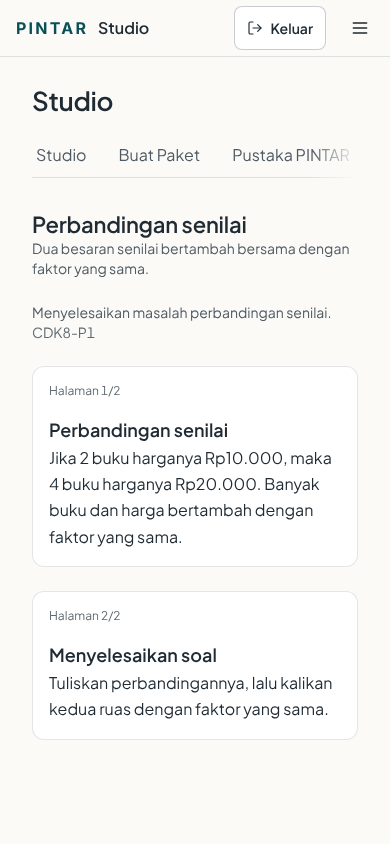 PINTAR Studio Keluar
Studio
Studio Buat Paket Pustaka PINTAR
Perbandingan senilai
Dua besaran senilai bertambah bersama dengan
faktor yang sama.
Menyelesaikan masalah perbandingan senilai.
CDK8-P1
Halaman 1/2
Perbandingan senilai
Jika 2 buku harganya Rp10.000, maka
4 buku harganya Rp20.000. Banyak
buku dan harga bertambah dengan
faktor yang sama.
Halaman 2/2
Menyelesaikan soal
Tuliskan perbandingannya, lalu kalikan
kedua ruas dengan faktor yang sama.